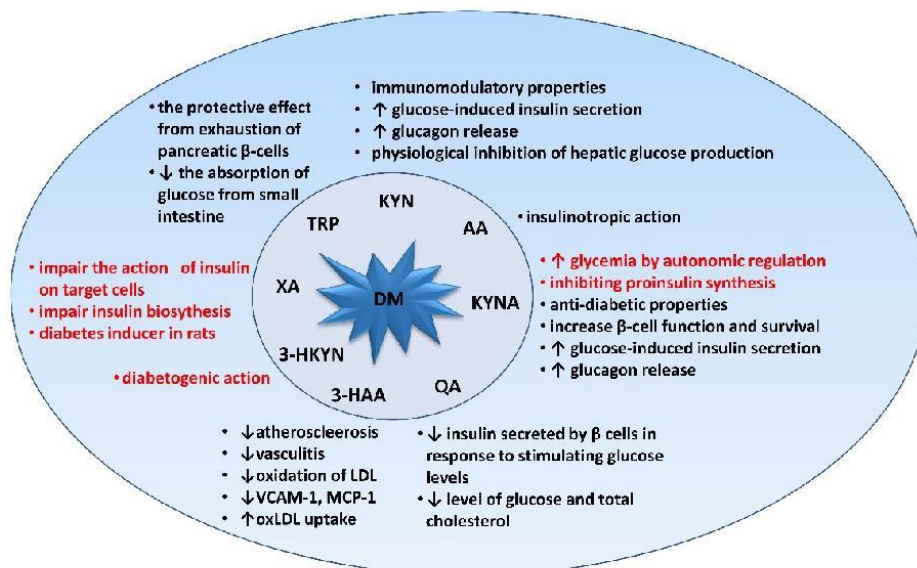 • immunomodulatory properties
• ↑ glucose-induced insulin secretion
• ↑ glucagon release
• physiological inhibition of hepatic glucose production
• the protective effect
from exhaustion of
pancreatic β-cells
• ↓ the absorption of
glucose from small
intestine
KYN
TRP
AA
• insulinotropic action
• impair the action of insulin
on target cells
• impair insulin biosythesis
• diabetes inducer in rats
XA
DM
KYNA
• ↑ glycemia by autonomic regulation
• inhibiting proinsulin synthesis
• anti-diabetic properties
• increase β-cell function and survival
• ↑ glucose-induced insulin secretion
• ↑ glucagon release
3-HKYN
• diabetogenic action
3-HAA
QA
• ↓atheroscleerosis
• ↓vasculitis
• ↓oxidation of LDL
• ↓VCAM-1, MCP-1
• ↑oxLDL uptake
• ↓ insulin secreted by β cells in
response to stimulating glucose
levels
• ↓ level of glucose and total
cholesterol